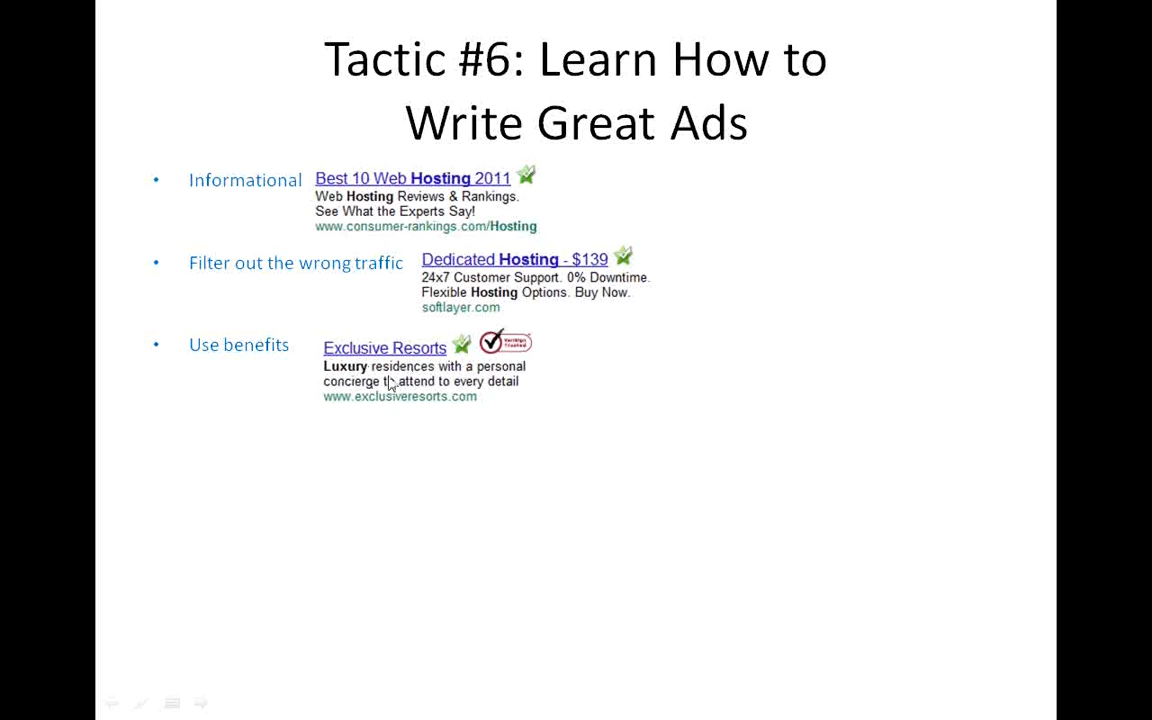 Tactic #6: Learn How to
Write Great Ads
• Informational
Best 10 Web Hosting 2011
Web Hosting Reviews & Rankings.
See What the Experts Say!
www.consumer-rankings.com/Hosting
• Filter out the wrong traffic
Dedicated Hosting - $139
24x7 Customer Support. 0% Downtime.
Flexible Hosting Options. Buy Now.
softlayer.com
• Use benefits
Exclusive Resorts
Luxury residences with a personal
concierge to attend to every detail
www.exclusiveresorts.com